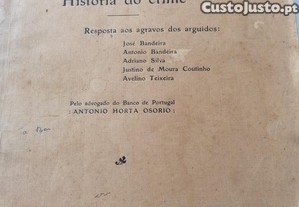 Custojusto.pt
Historia do crime
Resposta aos agravos dos arguidos:
José Bandeira
Antonio Bandeira
Adriano Silva
Justino de Moura Coutinho
Avelino Teixeira
Pelo advogado do Banco de Portugal
ANTONIO HORTA OSORIO